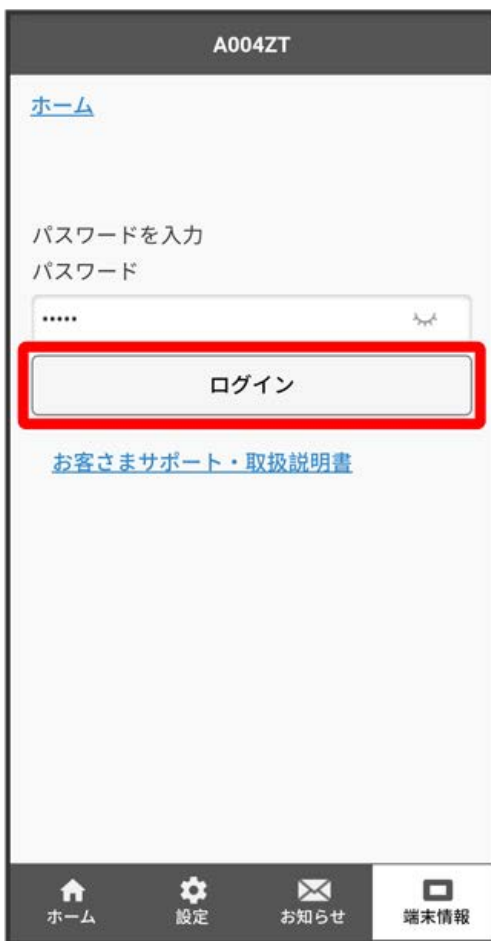 A004ZT
ホーム
パスワードを入力
パスワード
•••••
ログイン
お客さまサポート・取扱説明書
ホーム
設定
お知らせ
端末情報